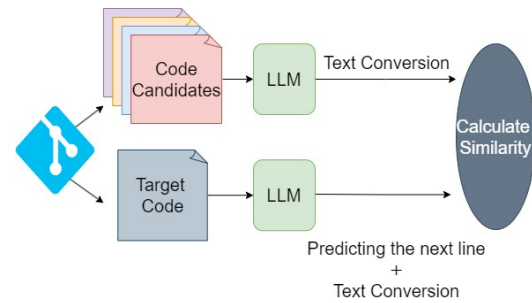 Code
Candidates
LLM
Text Conversion
Calculate
Similarity
Target
Code
LLM
Predicting the next line
+
Text Conversion